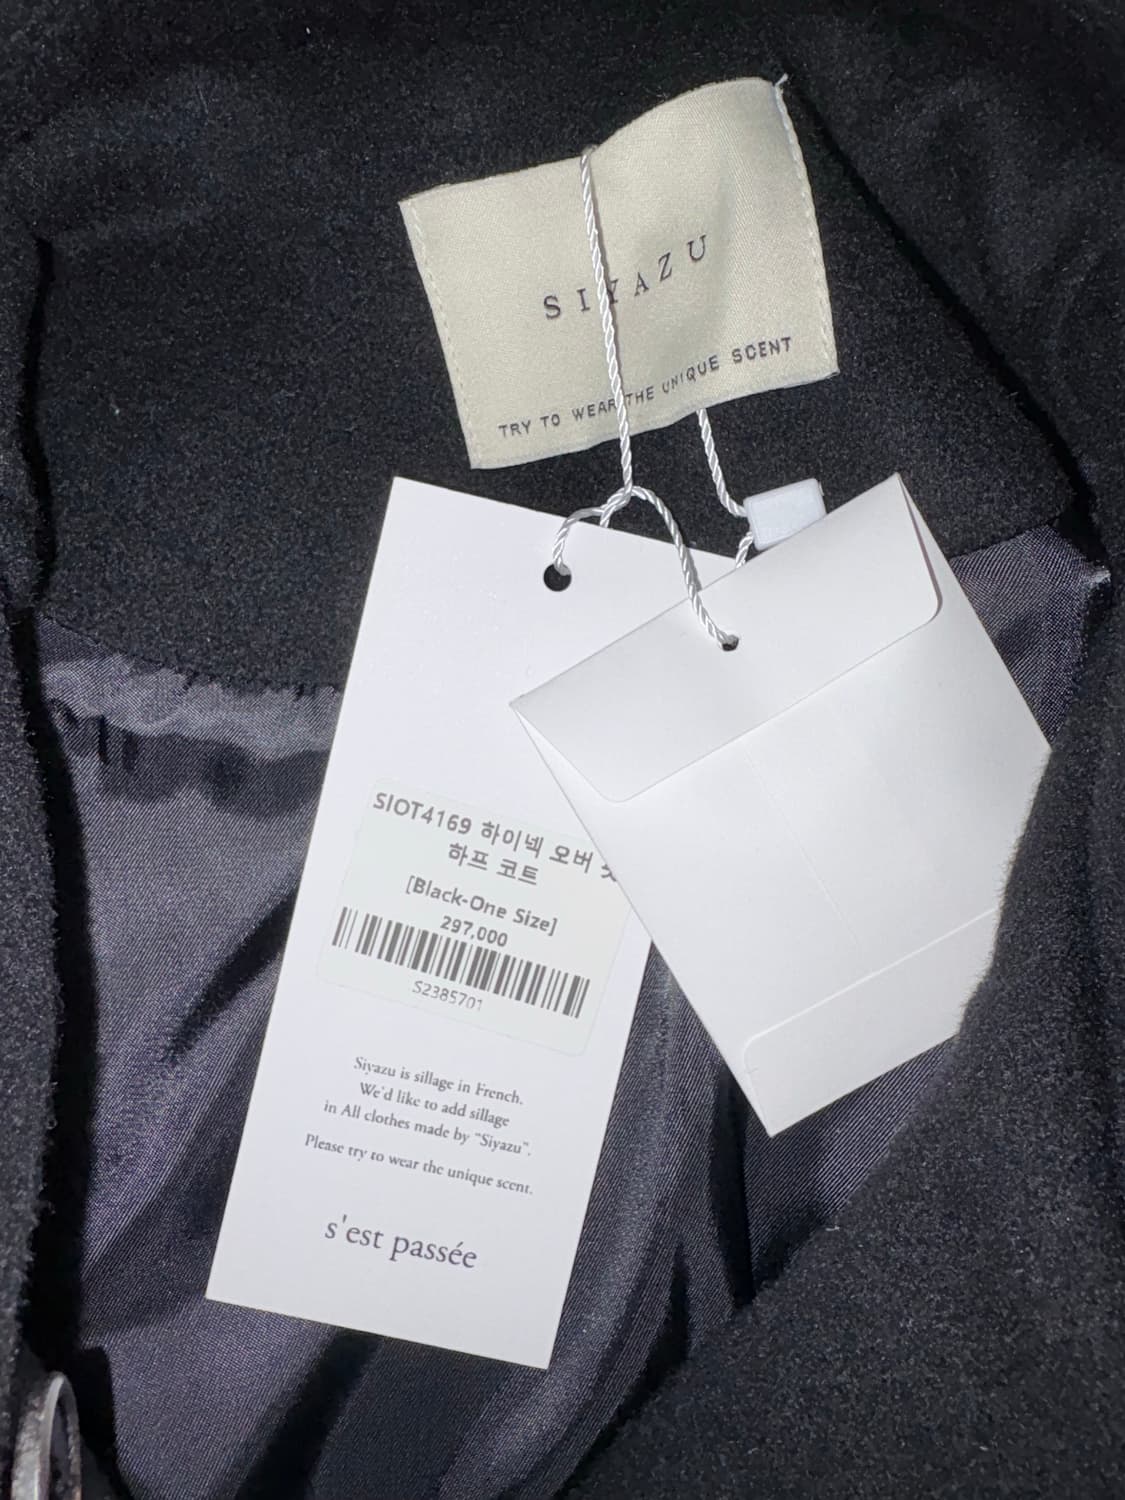 SIYAZU
TRY TO WEAR THE UNIQUE SCENT
SIOT4169 하이넥 오버
하프 코트
[Black-One Size]
297,000
S2385701
Siyazu is sillage in French.
We'd like to add sillage
in All clothes made by "Siyazu".
Please try to wear the unique scent.
s'est passée